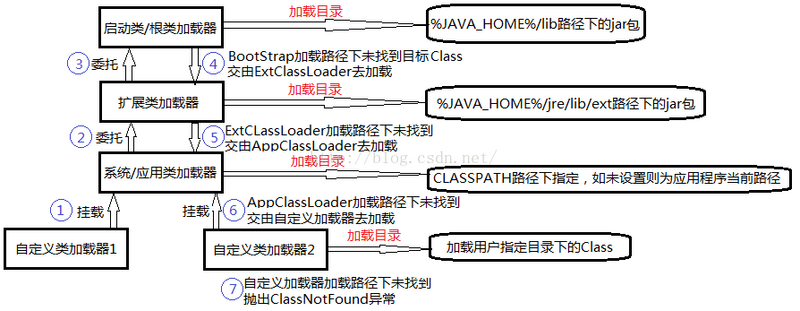 加载目录
启动类/根类加载器
%JAVA_HOME%/lib路径下的jar包
③ 委托
④ BootStrap加载路径下未找到目标Class
交由ExtClassLoader去加载
加载目录
扩展类加载器
%JAVA_HOME%/jre/lib/ext路径下的jar包
② 委托
⑤ ExtCLassLoader加载路径下未找到
交由AppClassLoader去加载
blog.csdn.net/
加载目录
系统/应用类加载器
CLASSPATH路径下指定，如未设置则为应用程序当前路径
① 挂载
挂载 ⑥ AppClassLoader加载路径下未找到
交由自定义加载器去加载
自定义类加载器1
自定义类加载器2
加载目录
加载用户指定目录下的Class
⑦ 自定义加载器加载路径下未找到
抛出ClassNotFound异常